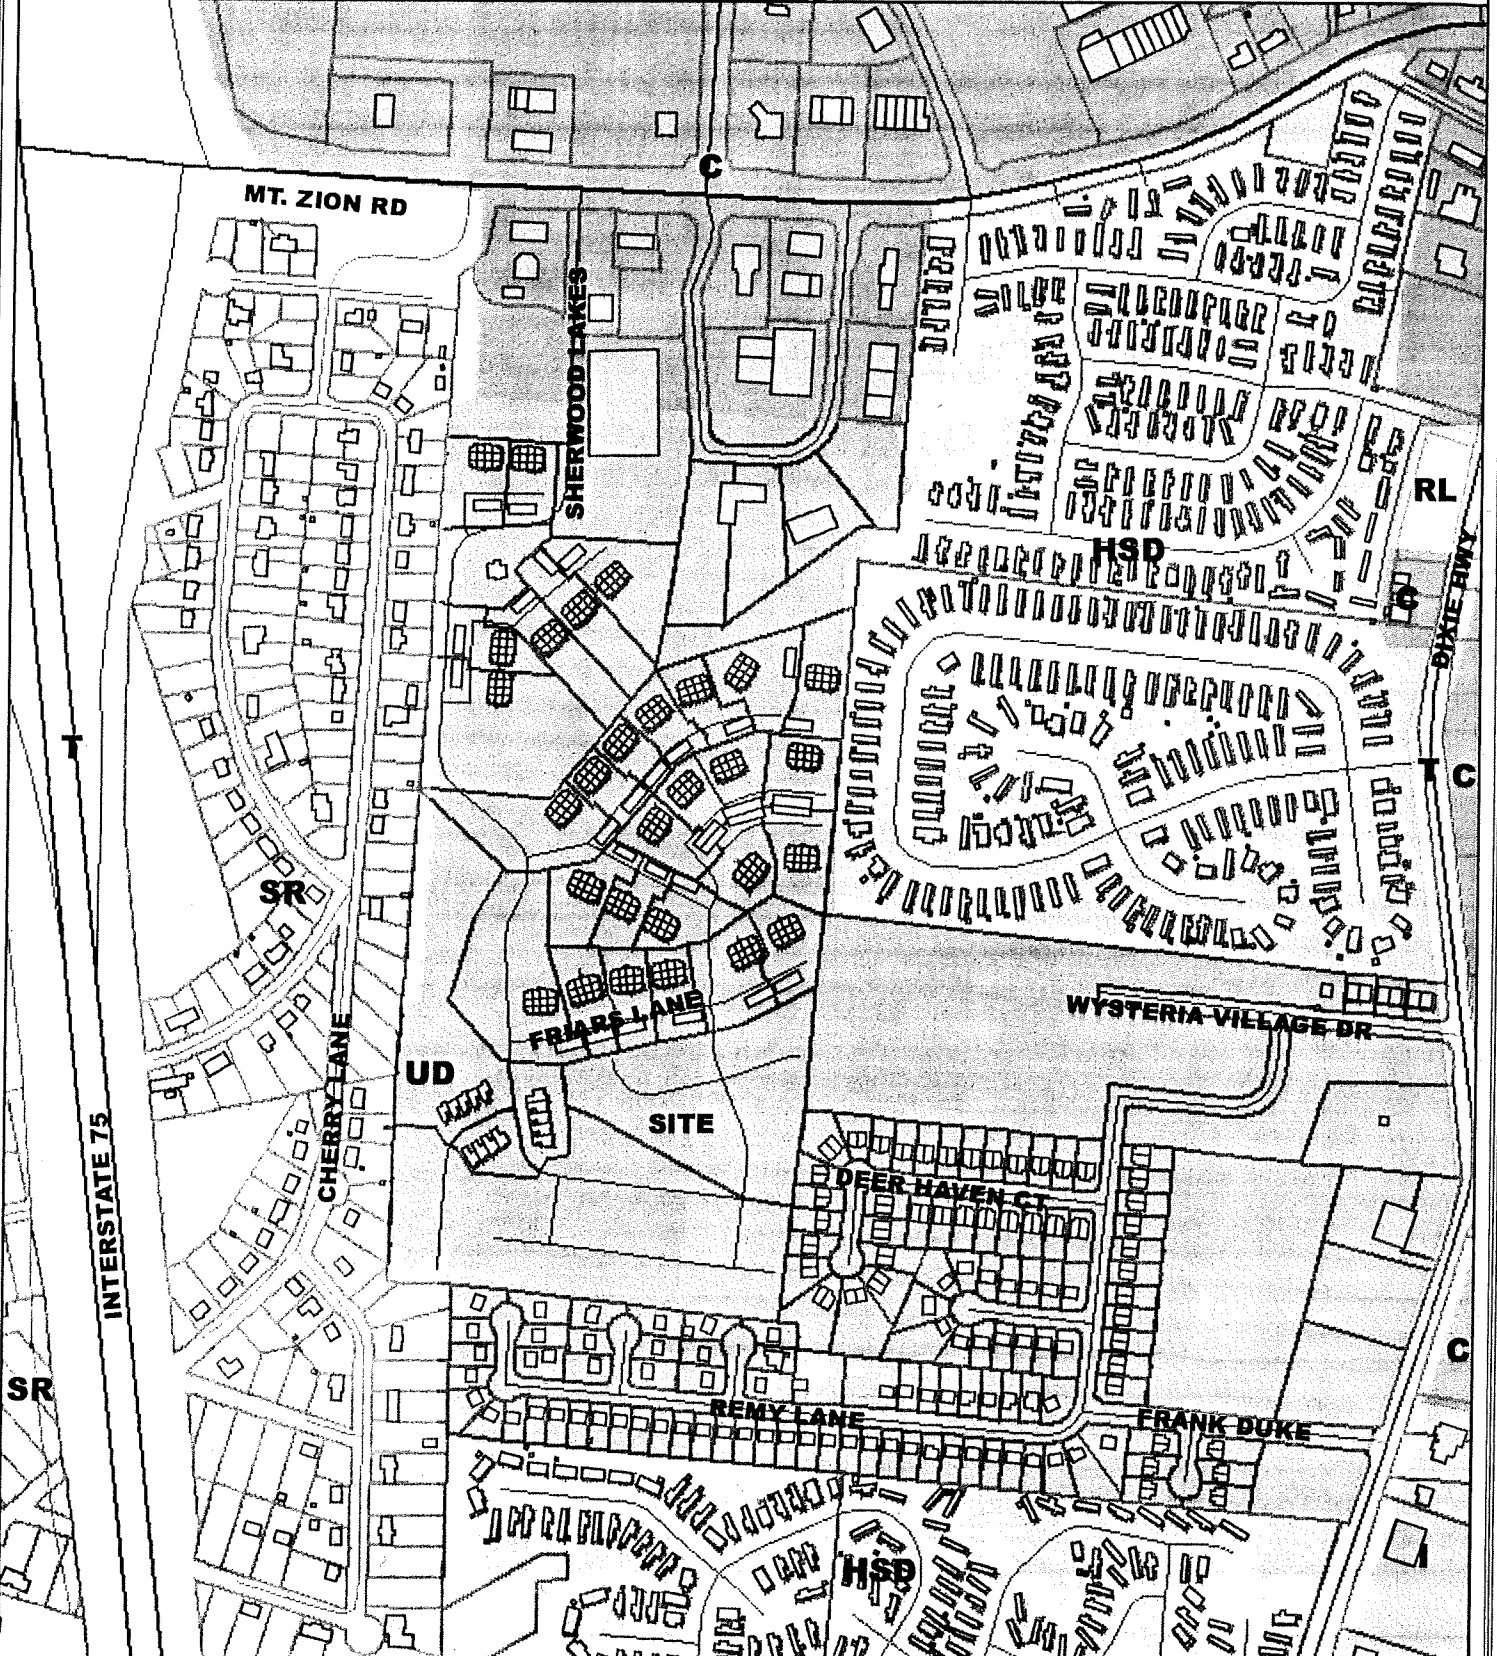 C
MT. ZION RD
SHERWOOD LAKES
RL
HSD
C
DIXIE HWY
T
T
C
SR
WYSTERIA VILLAGE DR
FRIARS LANE
CHERRY LANE
UD
SITE
INTERSTATE 75
DEER HAVEN CT
C
SR
REMY LANE
FRANK DUKE
HSD
I